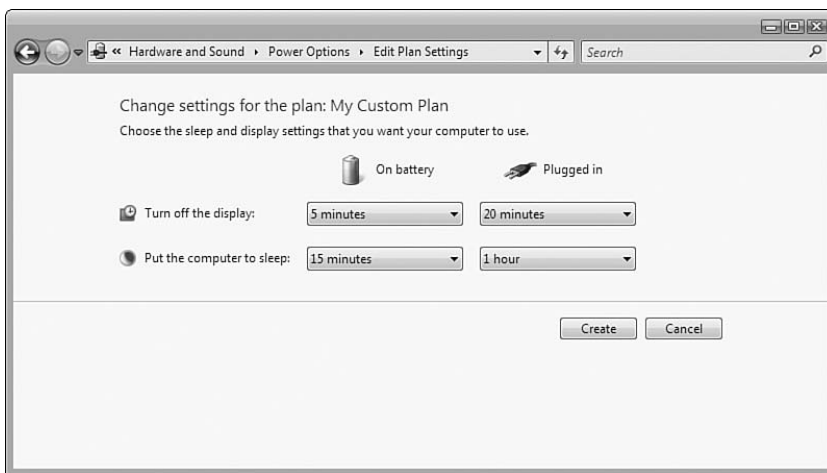 « Hardware and Sound ▸ Power Options ▸ Edit Plan Settings Search
Change settings for the plan: My Custom Plan
Choose the sleep and display settings that you want your computer to use.
On battery Plugged in
Turn off the display: 5 minutes 20 minutes
Put the computer to sleep: 15 minutes 1 hour
Create Cancel